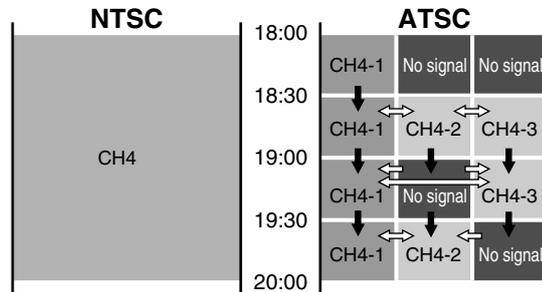 NTSC
ATSC
18:00
CH4-1 No signal No signal
18:30
CH4-1 CH4-2 CH4-3
CH4
19:00
CH4-1 No signal CH4-3
19:30
CH4-1 CH4-2 No signal
20:00